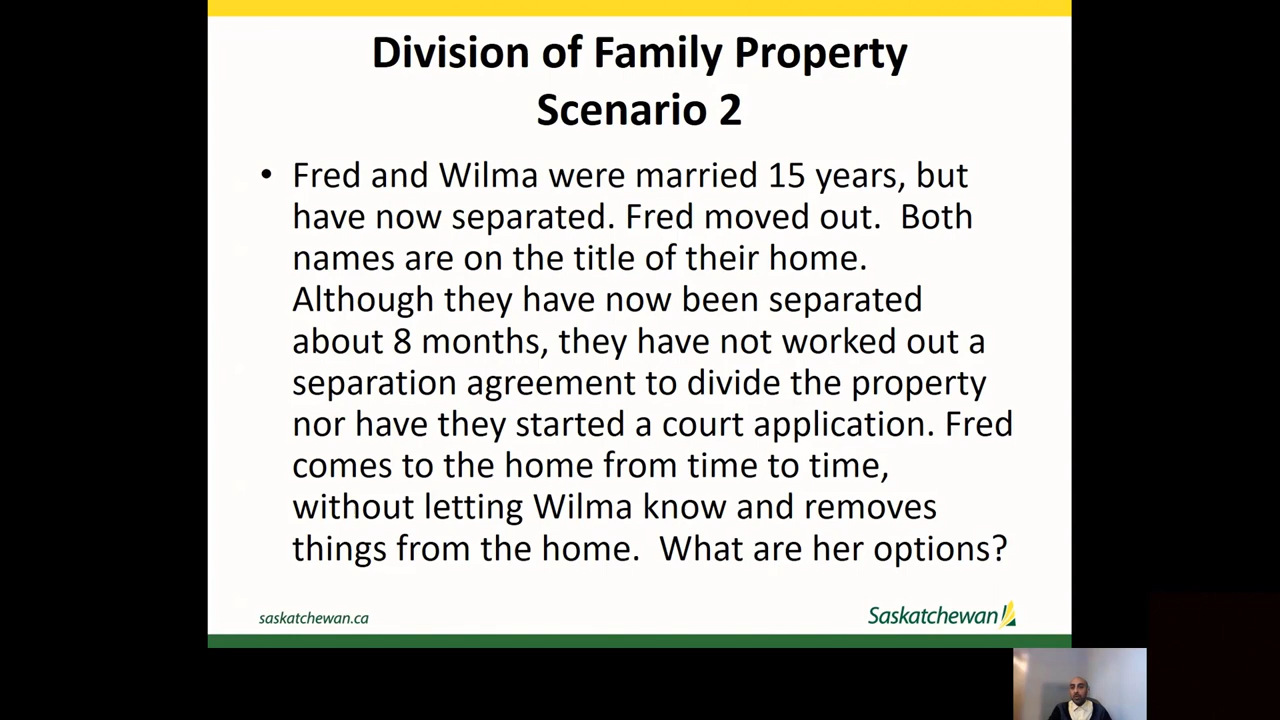 Division of Family Property
Scenario 2
• Fred and Wilma were married 15 years, but
have now separated. Fred moved out.  Both
names are on the title of their home.
Although they have now been separated
about 8 months, they have not worked out a
separation agreement to divide the property
nor have they started a court application. Fred
comes to the home from time to time,
without letting Wilma know and removes
things from the home.  What are her options?
saskatchewan.ca
Saskatchewan